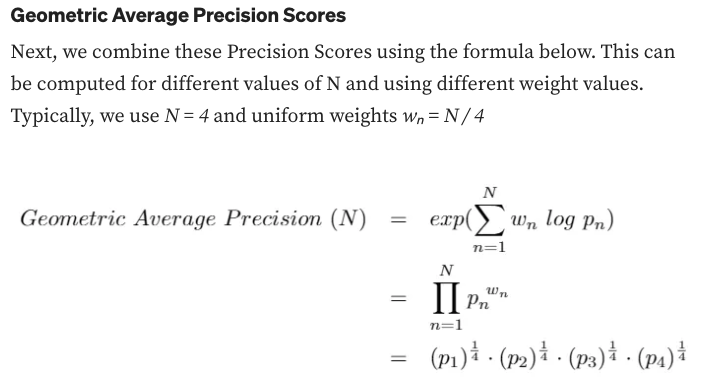 Geometric Average Precision Scores
Next, we combine these Precision Scores using the formula below. This can
be computed for different values of N and using different weight values.
Typically, we use N = 4 and uniform weights wₙ = N / 4
Geometric Average Precision (N) = exp(∑ₙ₌₁ᴺ wₙ log pₙ)
= ∏ₙ₌₁ᴺ pₙ^wₙ
= (p₁)^¼ · (p₂)^¼ · (p₃)^¼ · (p₄)^¼